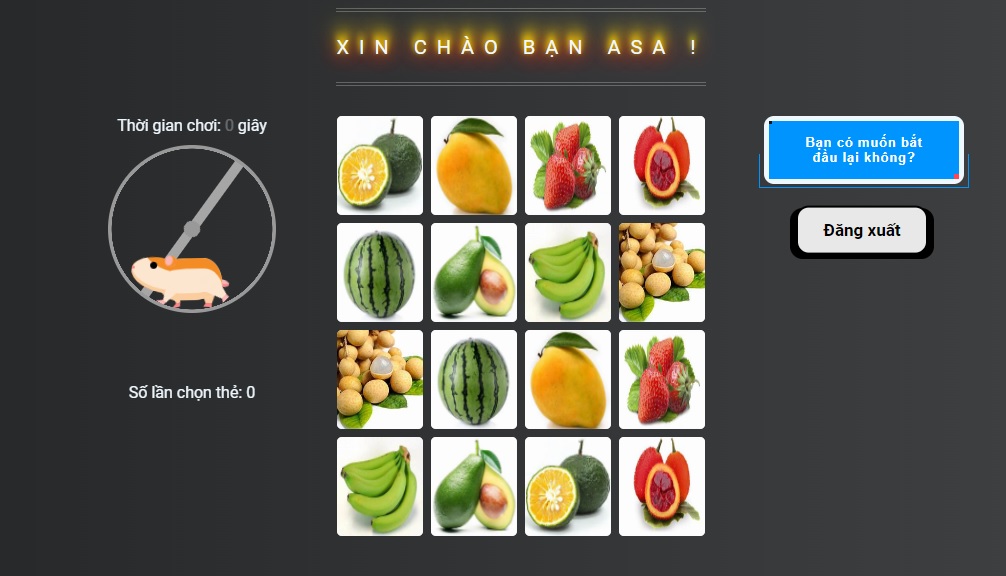 XIN CHÀO BẠN ASA !
Thời gian chơi: 0 giây
Bạn có muốn bắt
đầu lại không?
Đăng xuất
Số lần chọn thẻ: 0